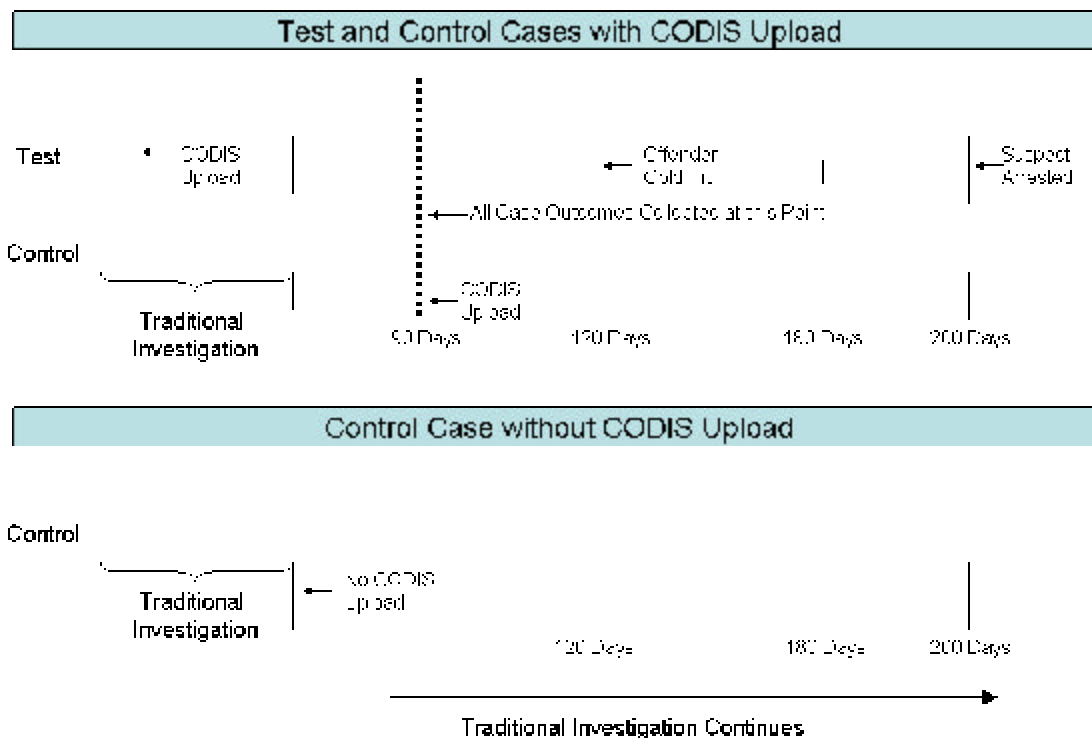 Test and Control Cases with CODIS Upload
Test
CODIS
Upload
Offender
Suspect
Arrested
All Case Outcomes Collected at this Point
Control
CODIS
Upload
Traditional
Investigation
90 Days
120 Days
180 Days
200 Days
Control Case without CODIS Upload
Control
No CODIS
Upload
Traditional
Investigation
120 Days
180 Days
200 Days
Traditional Investigation Continues